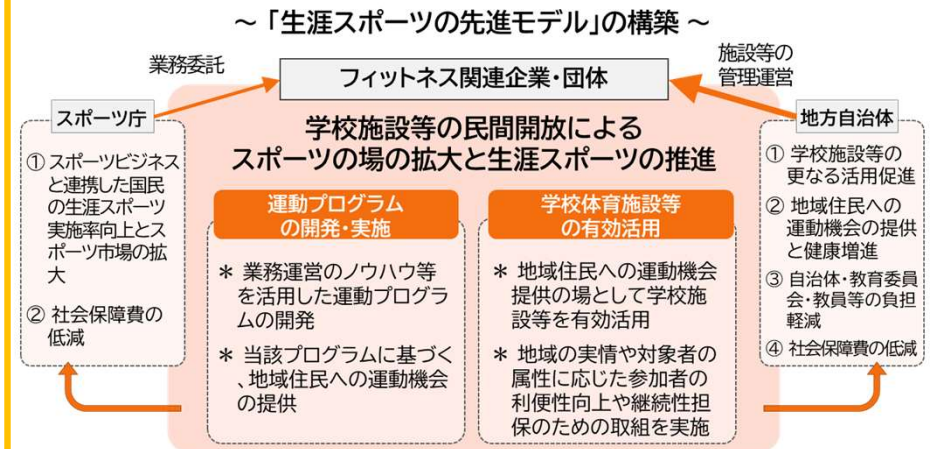 ～「生涯スポーツの先進モデル」の構築～
業務委託
施設等の
管理運営
フィットネス関連企業・団体
スポーツ庁
① スポーツビジネス
と連携した国民
の生涯スポーツ
実施率向上とス
ポーツ市場の拡
大
② 社会保障費の
低減
学校施設等の民間開放による
スポーツの場の拡大と生涯スポーツの推進
運動プログラム
の開発・実施
＊ 業務運営のノウハウ等
を活用した運動プログラ
ムの開発
＊ 当該プログラムに基づく
、地域住民への運動機会
の提供
学校体育施設等
の有効活用
＊ 地域住民への運動機会
提供の場として学校施
設等を有効活用
＊ 地域の実情や対象者の
属性に応じた参加者の
利便性向上や継続性担
保のための取組を実施
地方自治体
① 学校施設等の
更なる活用促進
② 地域住民への
運動機会の提供
と健康増進
③ 自治体・教育委員
会・教員等の負担
軽減
④ 社会保障費の低減